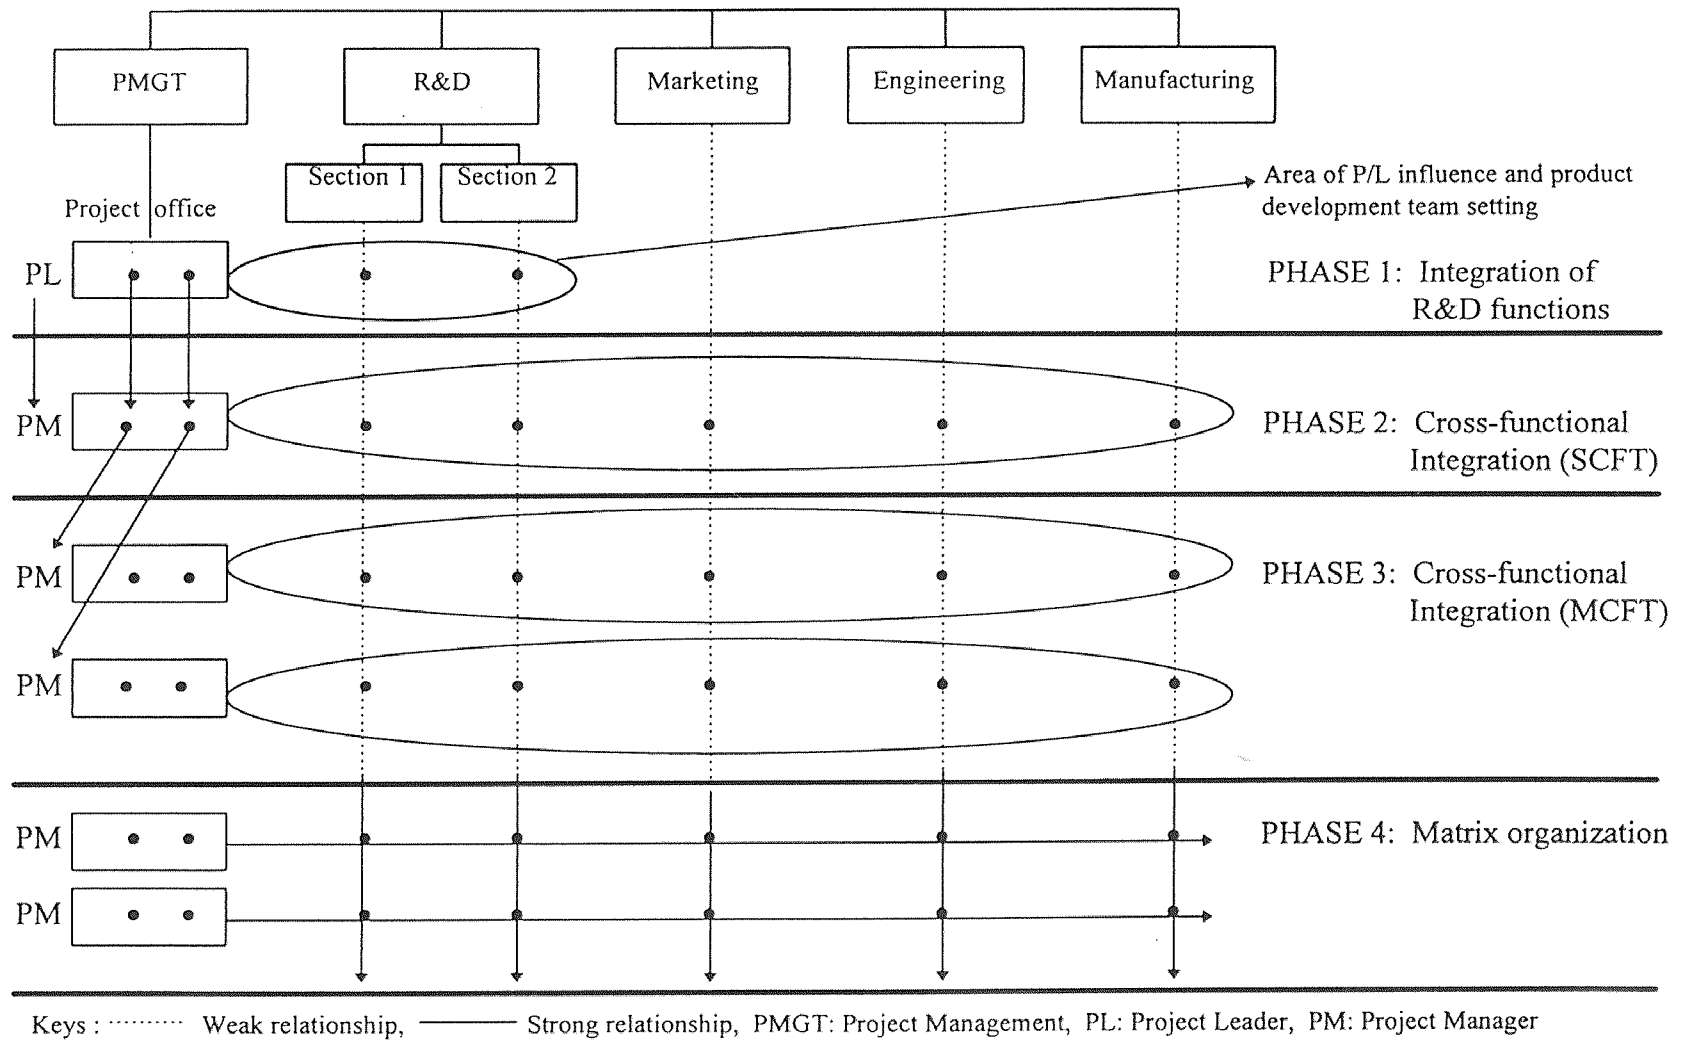 PMGT
R&D
Marketing
Engineering
Manufacturing
Section 1
Section 2
Area of P/L influence and product
development team setting
Project office
PL
PHASE 1: Integration of
R&D functions
PM
PHASE 2: Cross-functional
Integration (SCFT)
PM
PHASE 3: Cross-functional
Integration (MCFT)
PM
PM
PHASE 4: Matrix organization
PM
Keys : Weak relationship, Strong relationship, PMGT: Project Management, PL: Project Leader, PM: Project Manager